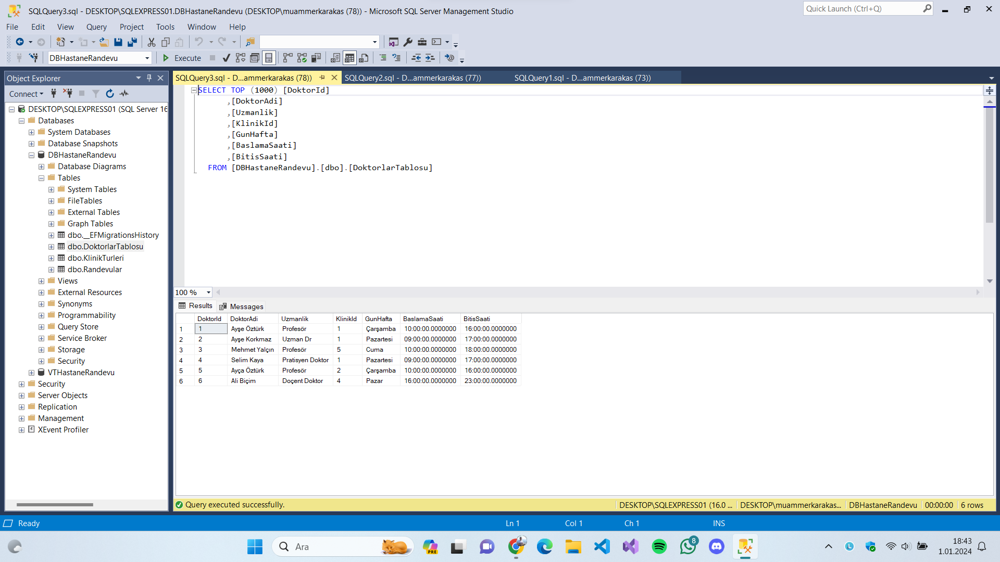 SQLQuery3.sql - DESKTOP\SQLEXPRESS01.DBHastaneRandevu (DESKTOP\muammerkarakas (78)) - Microsoft SQL Server Management Studio
Quick Launch (Ctrl+Q)
File Edit View Query Project Tools Window Help
DBHastaneRandevu Execute
Object Explorer
Connect
DESKTOP\SQLEXPRESS01 (SQL Server 16
Databases
System Databases
Database Snapshots
DBHastaneRandevu
Database Diagrams
Tables
System Tables
FileTables
External Tables
Graph Tables
dbo.__EFMigrationsHistory
dbo.DoktorlarTablosu
dbo.KlinikTurleri
dbo.Randevular
Views
External Resources
Synonyms
Programmability
Query Store
Service Broker
Storage
Security
VTHastaneRandevu
Security
Server Objects
Replication
Management
XEvent Profiler
SQLQuery3.sql - D...ammerkarakas (78)) SQLQuery2.sql - D...ammerkarakas (77)) SQLQuery1.sql - D...ammerkarakas (73))
SELECT TOP (1000) [DoktorId]
,[DoktorAdi]
,[Uzmanlik]
,[KlinikId]
,[GunHafta]
,[BaslamaSaati]
,[BitisSaati]
FROM [DBHastaneRandevu].[dbo].[DoktorlarTablosu]
100 %
Results Messages
DoktorId DoktorAdi Uzmanlik KlinikId GunHafta BaslamaSaati BitisSaati
1 1 Ayşe Öztürk Profesör 1 Çarşamba 10:00:00.0000000 16:00:00.0000000
2 2 Ayşe Korkmaz Uzman Dr 1 Pazartesi 09:00:00.0000000 17:00:00.0000000
3 3 Mehmet Yalçın Profesör 5 Cuma 10:00:00.0000000 18:00:00.0000000
4 4 Selim Kaya Pratisyen Doktor 1 Pazartesi 09:00:00.0000000 17:00:00.0000000
5 5 Ayça Öztürk Profesör 2 Çarşamba 10:00:00.0000000 16:00:00.0000000
6 6 Ali Biçim Doçent Doktor 4 Pazar 16:00:00.0000000 23:00:00.0000000
Query executed successfully. DESKTOP\SQLEXPRESS01 (16.0 ... DESKTOP\muammerkarakas... DBHastaneRandevu 00:00:00 6 rows
Ready Ln 1 Col 1 Ch 1 INS
Ara
PRE
8
L
18:43
1.01.2024